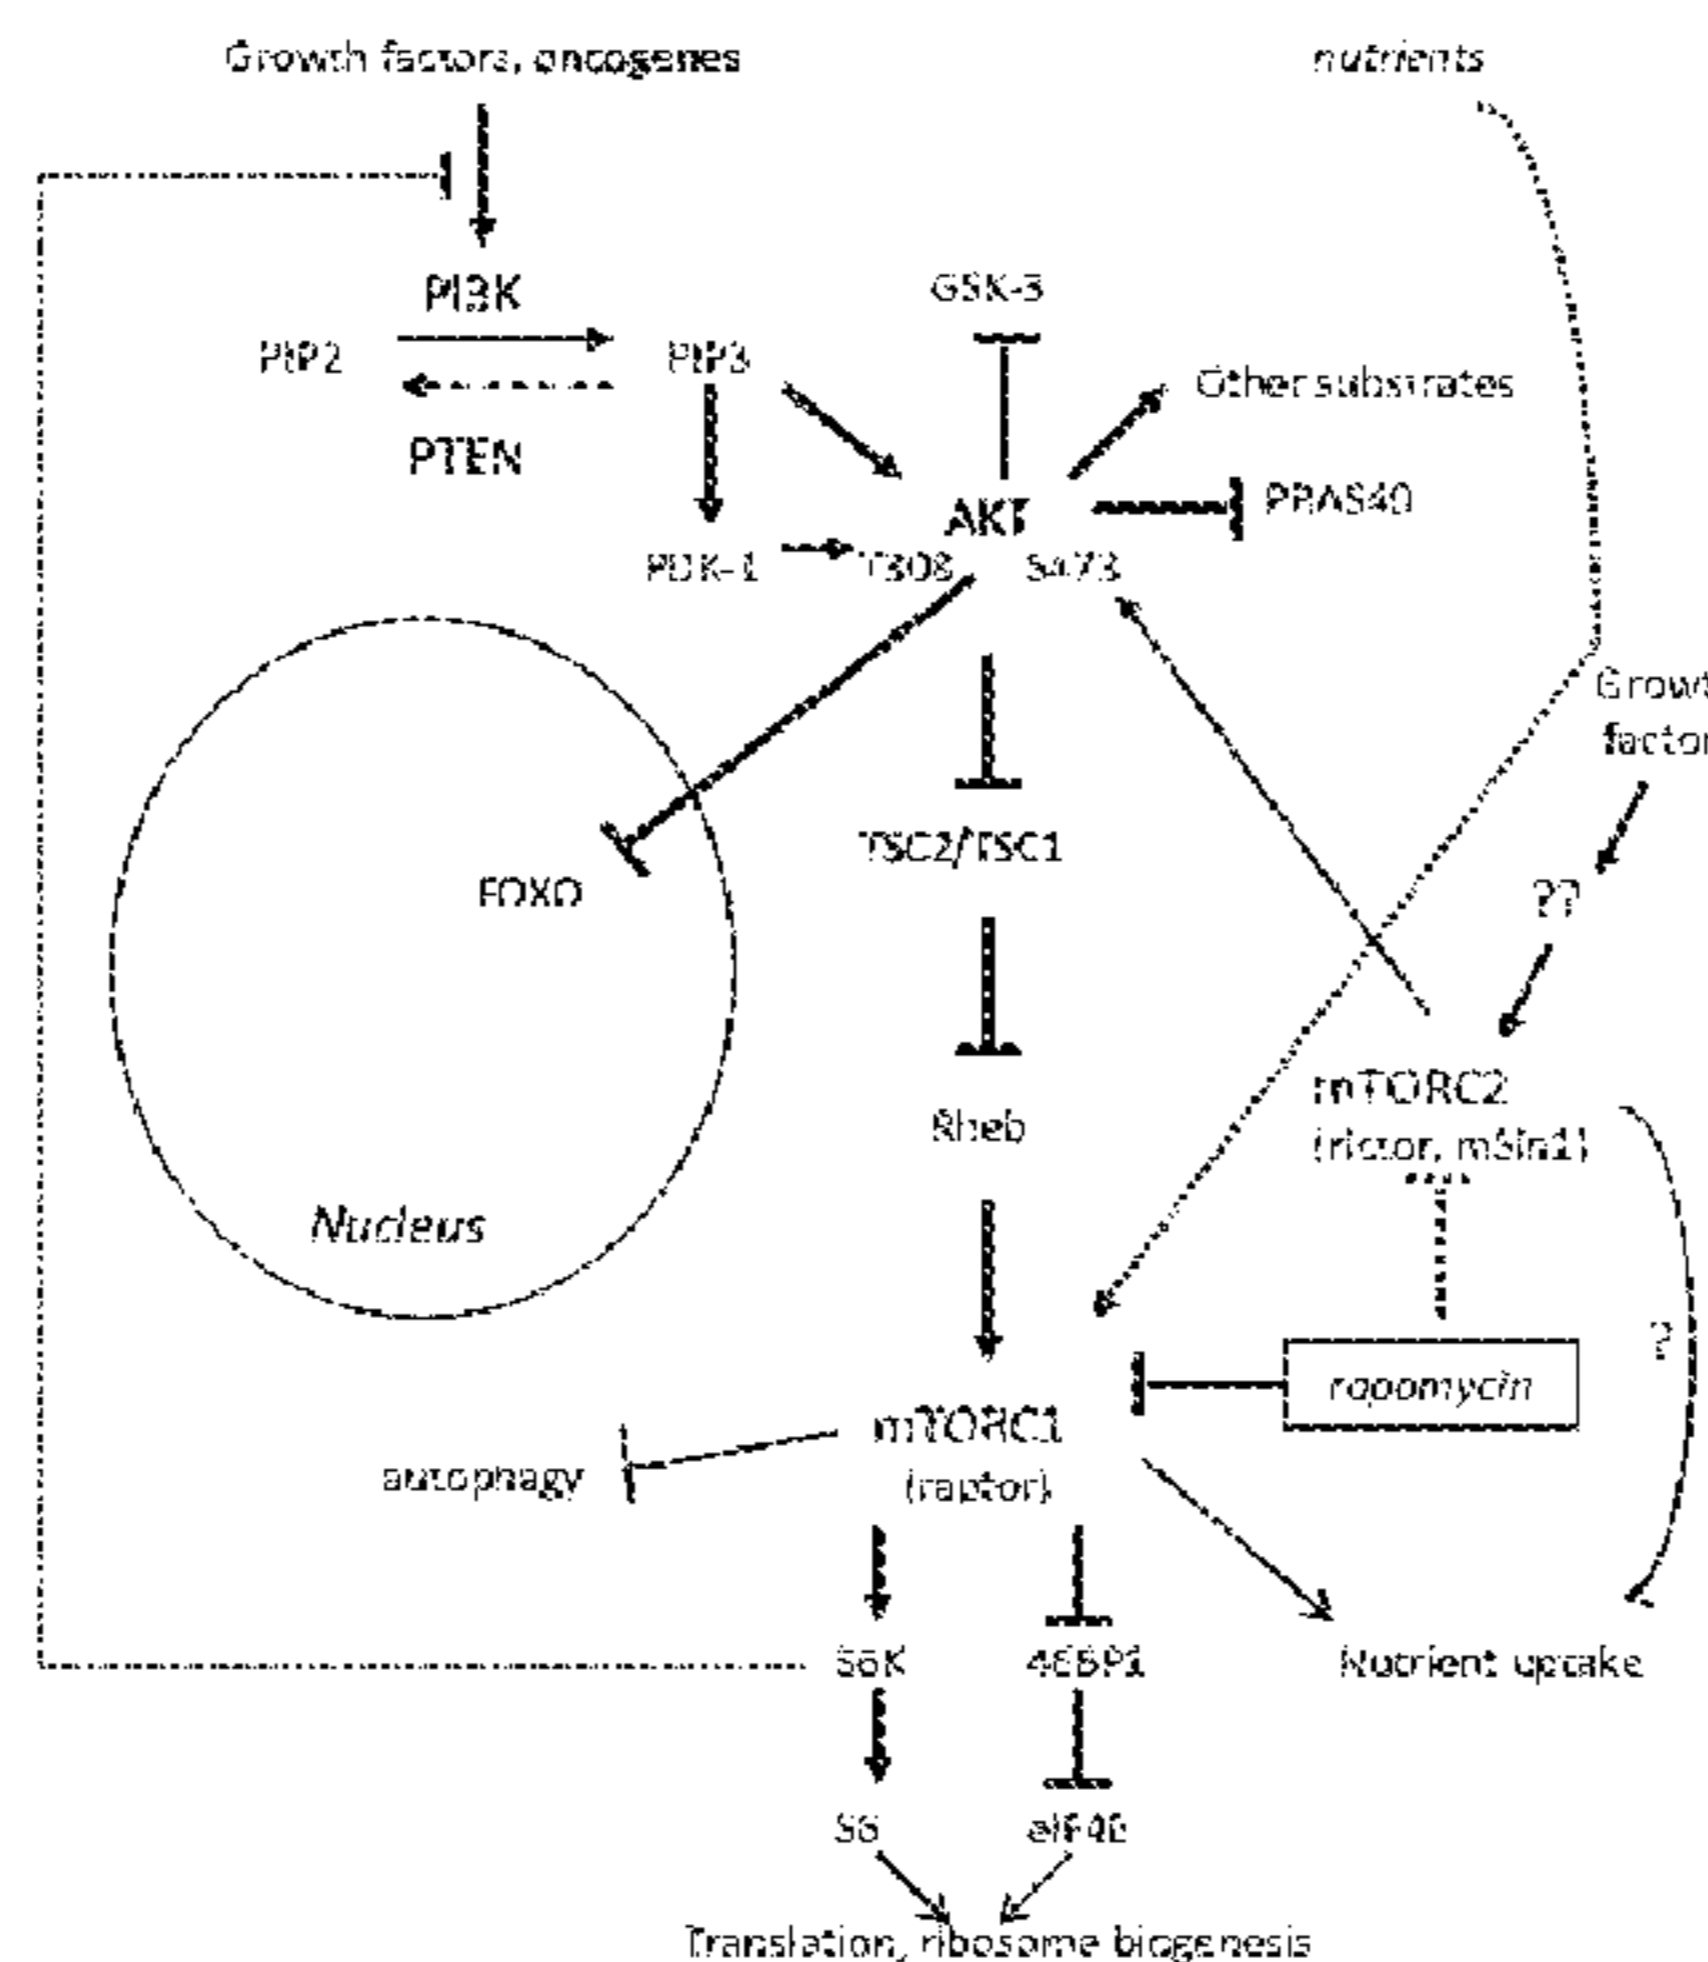 Growth factors, oncogenes
nutrients
PI3K
GSK-3
PIP2
PIP3
Other substrates
PTEN
PRAS40
AKT
PDK-1
T308
S473
Growt
factor
TSC2/TSC1
FOXO
??
mTORC2
(rictor, mSin1)
Rheb
Nucleus
?
rapamycin
mTORC1
(raptor)
autophagy
S6K
4EBP1
Nutrient uptake
S6
eIF4E
Translation, ribosome biogenesis